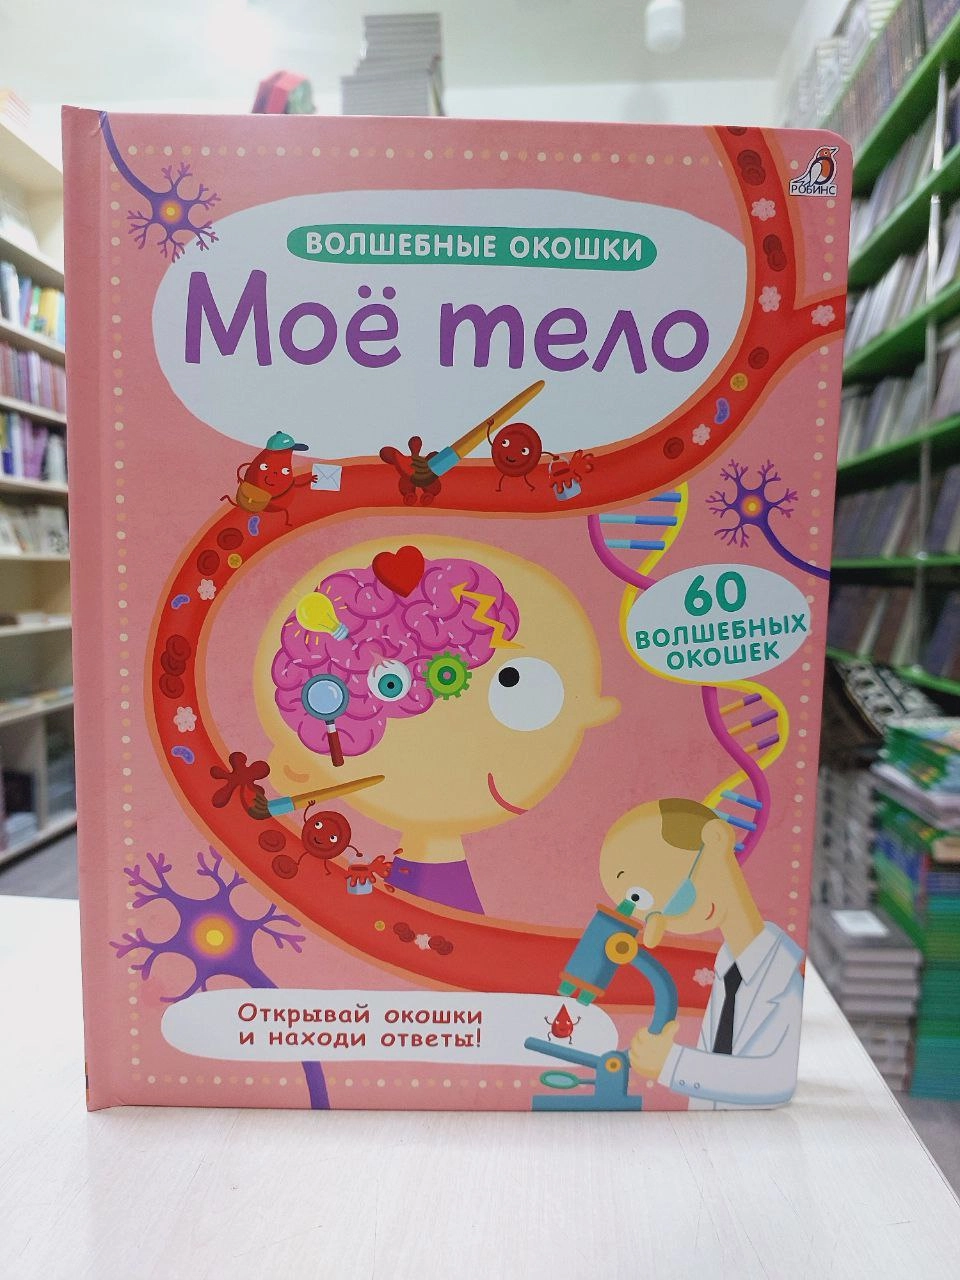 РОБИНС
ВОЛШЕБНЫЕ ОКОШКИ
Моё тело
60
ВОЛШЕБНЫХ
ОКОШЕК
Открывай окошки
и находи ответы!